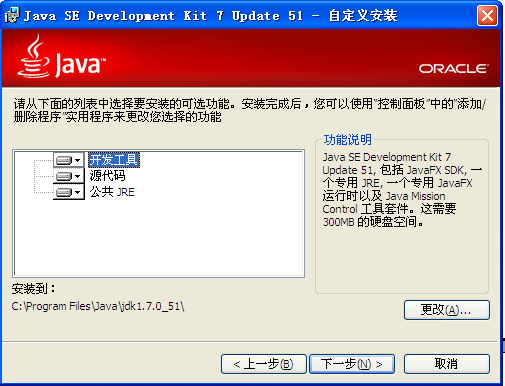 Java SE Development Kit 7 Update 51 - 自定义安装
Java™
ORACLE®
请从下面的列表中选择要安装的可选功能。安装完成后，您可以使用"控制面板"中的"添加/
删除程序"实用程序来更改您选择的功能
开发工具
源代码
公共 JRE
功能说明
Java SE Development Kit 7
Update 51, 包括 JavaFX SDK, 一
个专用 JRE, 一个专用 JavaFX
运行时以及 Java Mission
Control 工具套件。这需要
300MB 的硬盘空间。
安装到：
C:\Program Files\Java\jdk1.7.0_51\
更改(A)...
< 上一步(B)
下一步(N) >
取消